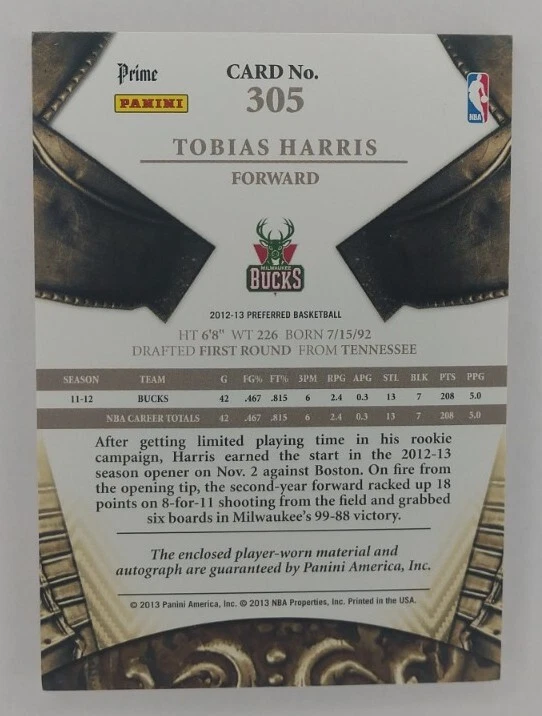 Prime
PANINI
CARD No.
305
NBA
TOBIAS HARRIS
FORWARD
MILWAUKEE
BUCKS
2012-13 PREFERRED BASKETBALL
HT 6'8" WT 226 BORN 7/15/92
DRAFTED FIRST ROUND FROM TENNESSEE
SEASON TEAM G FG% FT% 3PM RPG APG STL BLK PTS PPG
11-12 BUCKS 42 .467 .815 6 2.4 0.3 13 7 208 5.0
NBA CAREER TOTALS 42 .467 .815 6 2.4 0.3 13 7 208 5.0
After getting limited playing time in his rookie
campaign, Harris earned the start in the 2012-13
season opener on Nov. 2 against Boston. On fire from
the opening tip, the second-year forward racked up 18
points on 8-for-11 shooting from the field and grabbed
six boards in Milwaukee's 99-88 victory.
The enclosed player-worn material and
autograph are guaranteed by Panini America, Inc.
© 2013 Panini America, Inc. © 2013 NBA Properties, Inc. Printed in the USA.